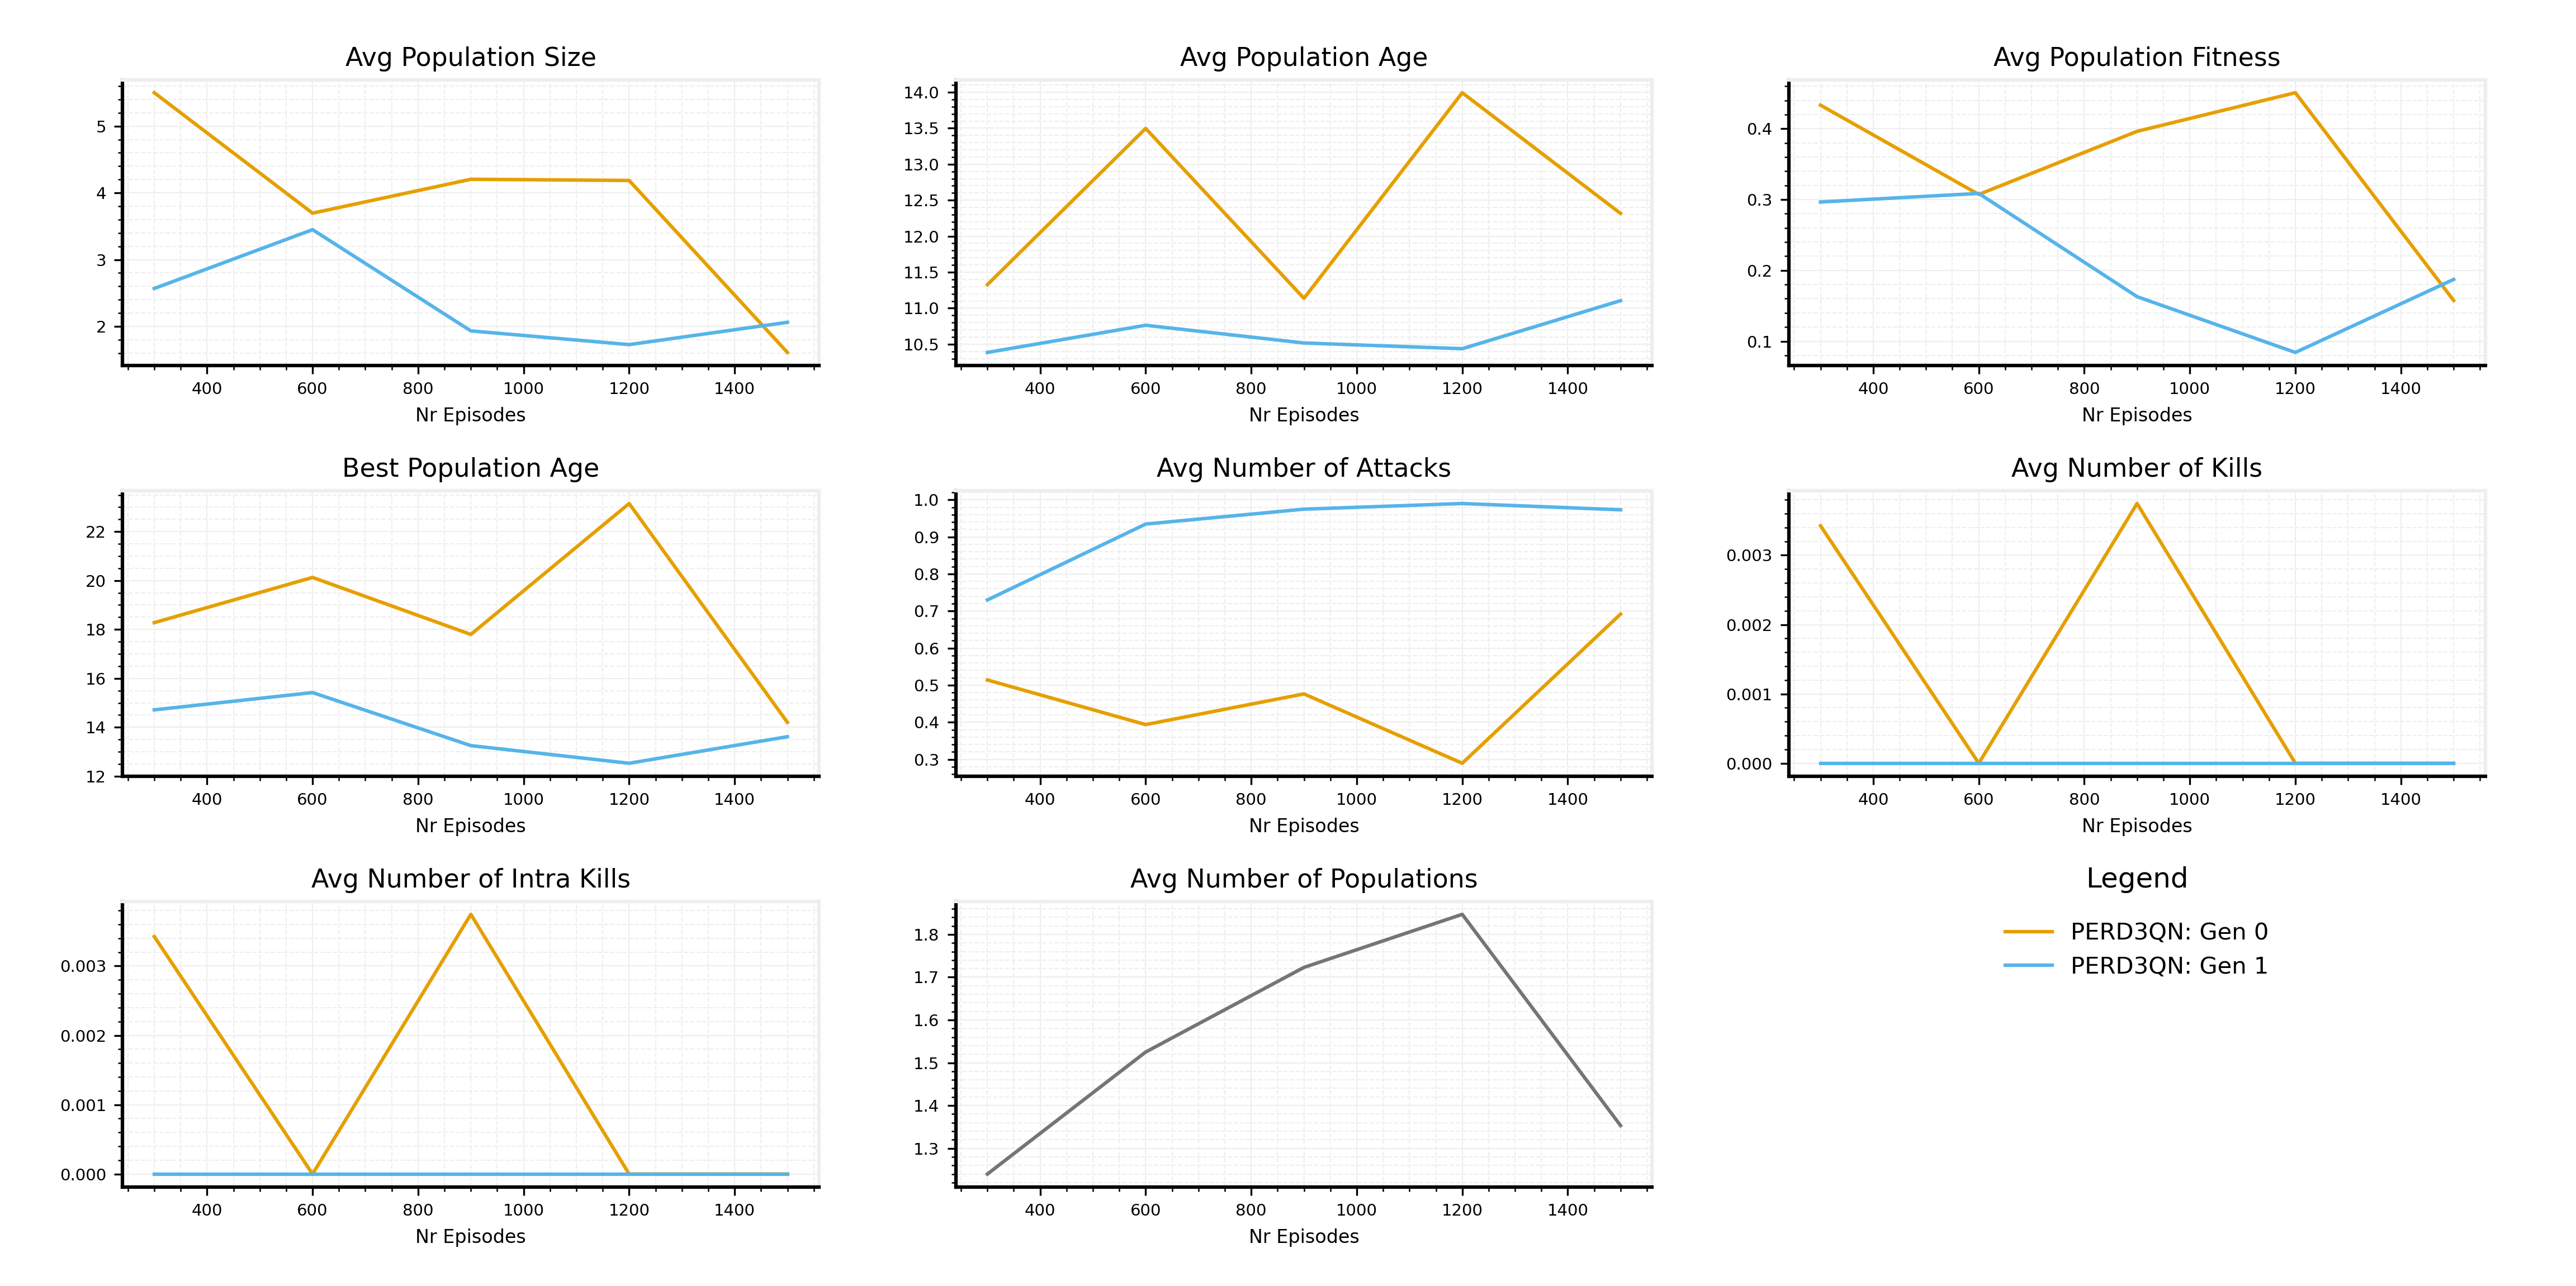 Avg Population Size
5
4
3
2
400 600 800 1000 1200 1400
Nr Episodes
Avg Population Age
14.0
13.5
13.0
12.5
12.0
11.5
11.0
10.5
400 600 800 1000 1200 1400
Nr Episodes
Avg Population Fitness
0.4
0.3
0.2
0.1
400 600 800 1000 1200 1400
Nr Episodes
Best Population Age
22
20
18
16
14
12
400 600 800 1000 1200 1400
Nr Episodes
Avg Number of Attacks
1.0
0.9
0.8
0.7
0.6
0.5
0.4
0.3
400 600 800 1000 1200 1400
Nr Episodes
Avg Number of Kills
0.003
0.002
0.001
0.000
400 600 800 1000 1200 1400
Nr Episodes
Avg Number of Intra Kills
0.003
0.002
0.001
0.000
400 600 800 1000 1200 1400
Nr Episodes
Avg Number of Populations
1.8
1.7
1.6
1.5
1.4
1.3
400 600 800 1000 1200 1400
Nr Episodes
Legend
PERD3QN: Gen 0
PERD3QN: Gen 1